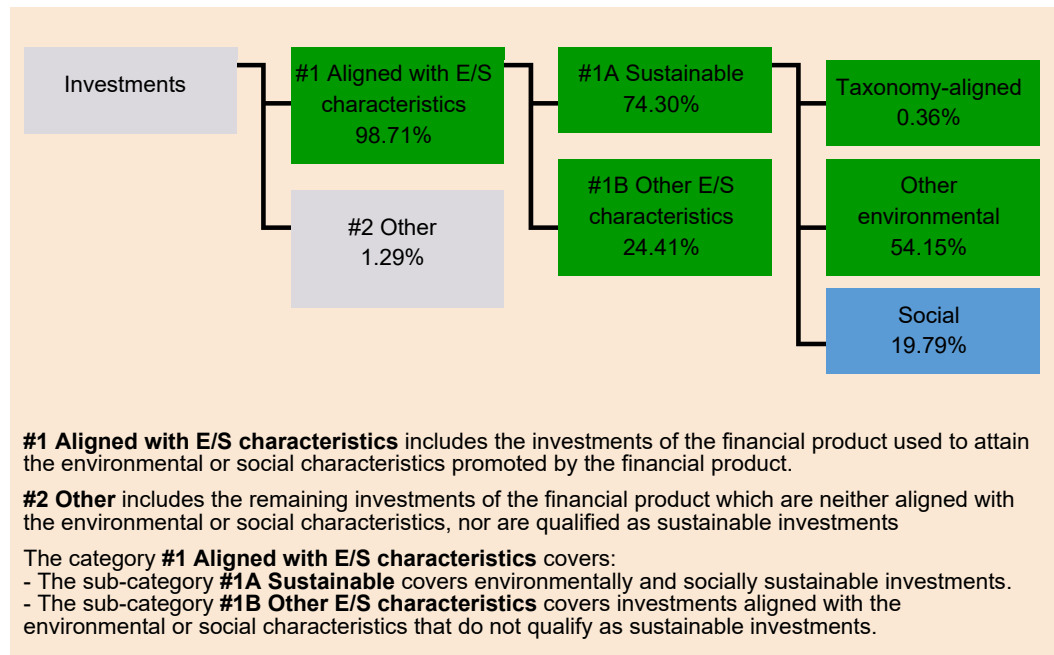 Investments
#1 Aligned with E/S
characteristics
98.71%
#2 Other
1.29%
#1A Sustainable
74.30%
#1B Other E/S
characteristics
24.41%
Taxonomy-aligned
0.36%
Other
environmental
54.15%
Social
19.79%
#1 Aligned with E/S characteristics includes the investments of the financial product used to attain
the environmental or social characteristics promoted by the financial product.
#2 Other includes the remaining investments of the financial product which are neither aligned with
the environmental or social characteristics, nor are qualified as sustainable investments
The category #1 Aligned with E/S characteristics covers:
- The sub-category #1A Sustainable covers environmentally and socially sustainable investments.
- The sub-category #1B Other E/S characteristics covers investments aligned with the
environmental or social characteristics that do not qualify as sustainable investments.